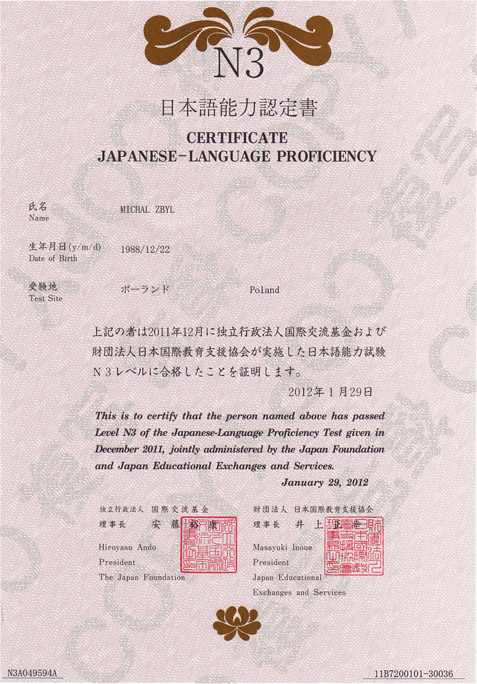 N3
日本語能力認定書
CERTIFICATE
JAPANESE-LANGUAGE PROFICIENCY
氏名
Name
MICHAL ZBYL
生年月日(y/m/d)
Date of Birth
1988/12/22
受験地
Test Site
ポーランド Poland
上記の者は2011年12月に独立行政法人国際交流基金および
財団法人日本国際教育支援協会が実施した日本語能力試験
N3レベルに合格したことを証明します。
2012年1月29日
This is to certify that the person named above has passed
Level N3 of the Japanese-Language Proficiency Test given in
December 2011, jointly administered by the Japan Foundation
and Japan Educational Exchanges and Services.
January 29, 2012
独立行政法人 国際交流基金
理事長 安藤裕康
Hiroyasu Ando
President
The Japan Foundation
財団法人 日本国際教育支援協会
理事長 井上正
Masayuki Inoue
President
Japan Educational
Exchanges and Services
COPY 複写
N3A049594A
11B7200101-30036